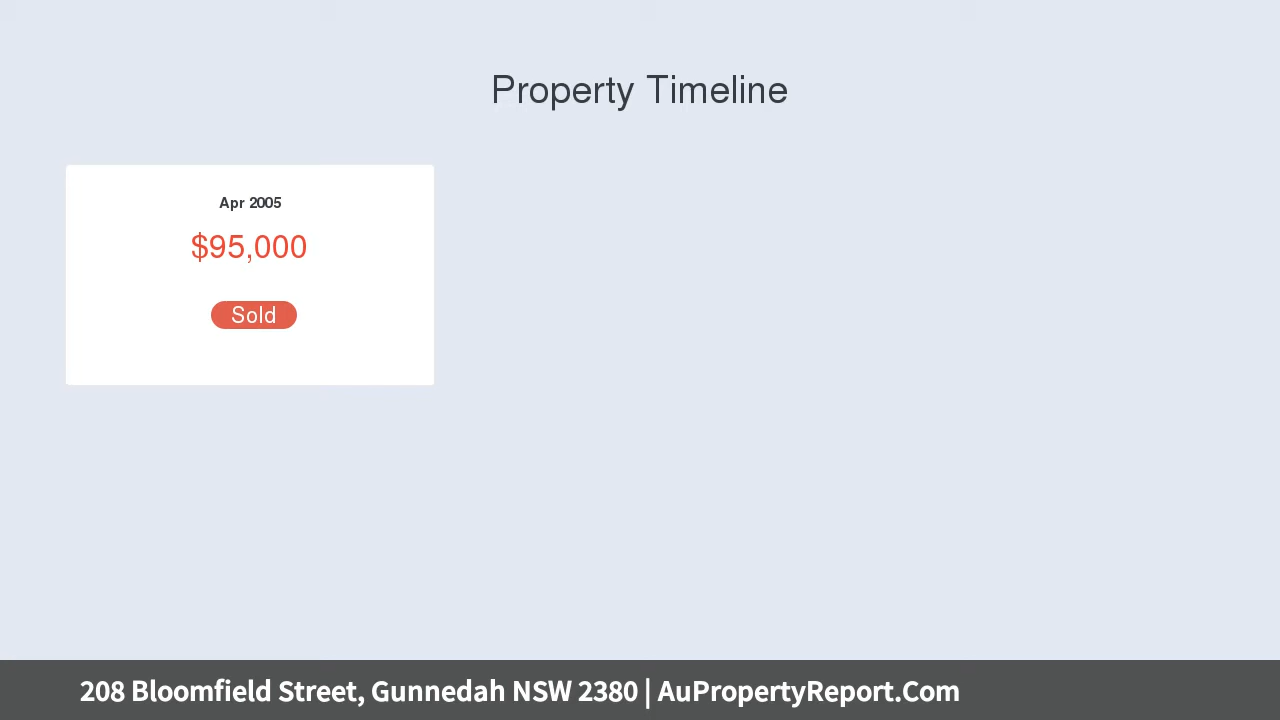 Property Timeline
Apr 2005
$95,000
Sold
208 Bloomfield Street, Gunnedah NSW 2380 | AuPropertyReport.Com